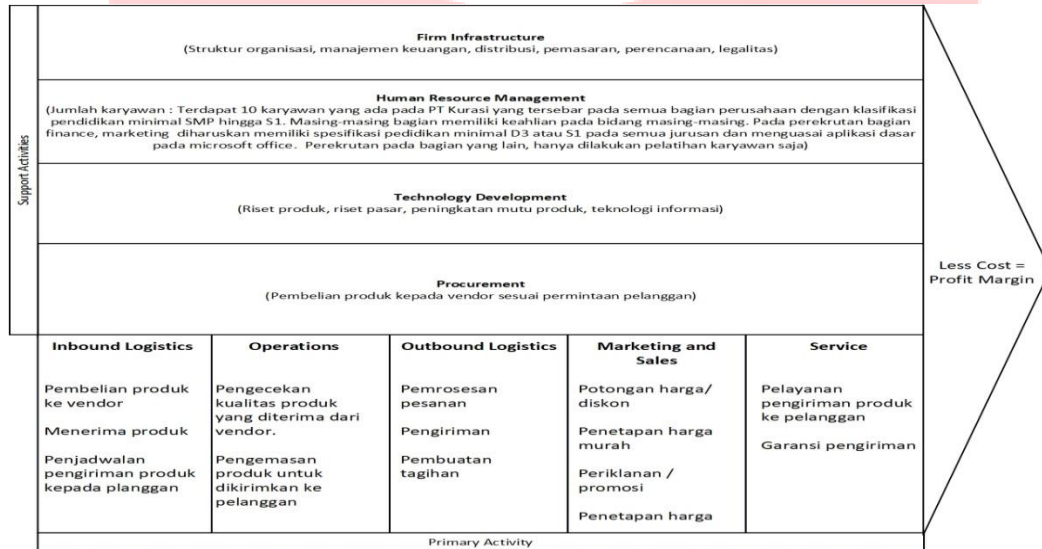 Firm Infrastructure
(Struktur organisasi, manajemen keuangan, distribusi, pemasaran, perencanaan, legalitas)
Human Resource Management
(Jumlah karyawan : Terdapat 10 karyawan yang ada pada PT Kurasi yang tersebar pada semua bagian perusahaan dengan klasifikasi
pendidikan minimal SMP hingga S1. Masing-masing bagian memiliki keahlian pada bidang masing-masing. Pada perekrutan bagian
finance, marketing diharuskan memiliki spesifikasi pedidikan minimal D3 atau S1 pada semua jurusan dan menguasai aplikasi dasar
pada microsoft office. Perekrutan pada bagian yang lain, hanya dilakukan pelatihan karyawan saja)
Support Activities
Technology Development
(Riset produk, riset pasar, peningkatan mutu produk, teknologi informasi)
Procurement
(Pembelian produk kepada vendor sesuai permintaan pelanggan)
Less Cost =
Profit Margin
Inbound Logistics
Pembelian produk
ke vendor
Menerima produk
Penjadwalan
pengiriman produk
kepada planggan
Operations
Pengecekan
kualitas produk
yang diterima dari
vendor.
Pengemasan
produk untuk
dikirimkan ke
pelanggan
Outbound Logistics
Pemrosesan
pesanan
Pengiriman
Pembuatan
tagihan
Marketing and
Sales
Potongan harga/
diskon
Penetapan harga
murah
Periklanan /
promosi
Penetapan harga
Service
Pelayanan
pengiriman produk
ke pelanggan
Garansi pengiriman
Primary Activity